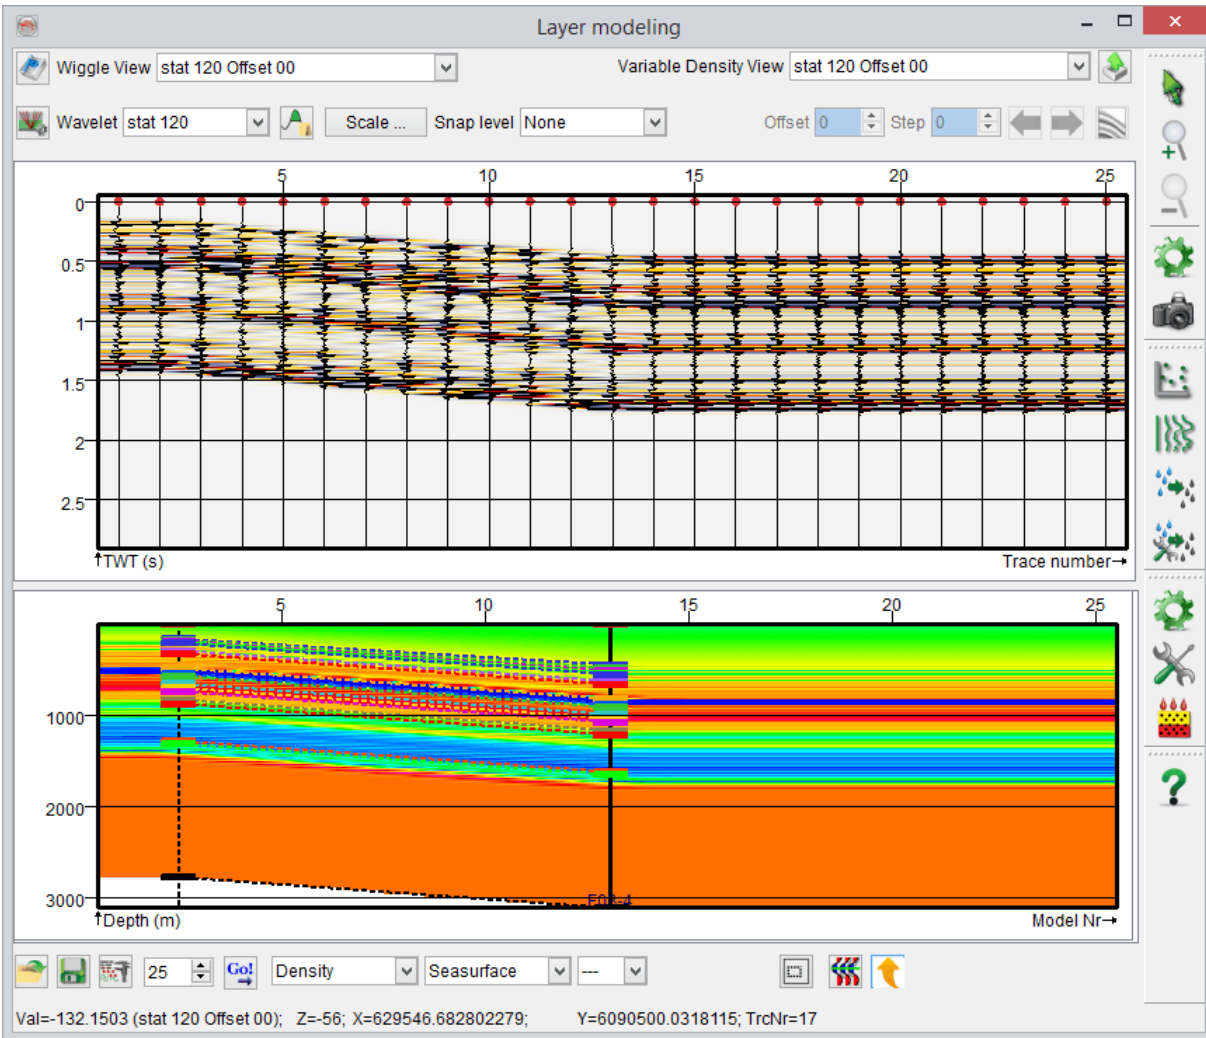 Layer modeling
Wiggle View stat 120 Offset 00 Variable Density View stat 120 Offset 00
Wavelet stat 120 Scale ... Snap level None Offset 0 Step 0
5 10 15 20 25
0
0.5
1
1.5
2
2.5
TWT (s) Trace number
5 10 15 20 25
1000
2000
3000
Depth (m) Model Nr
25 Go! Density Seasurface ---
Val=-132.1503 (stat 120 Offset 00); Z=-56; X=629546.682802279; Y=6090500.0318115; TrcNr=17